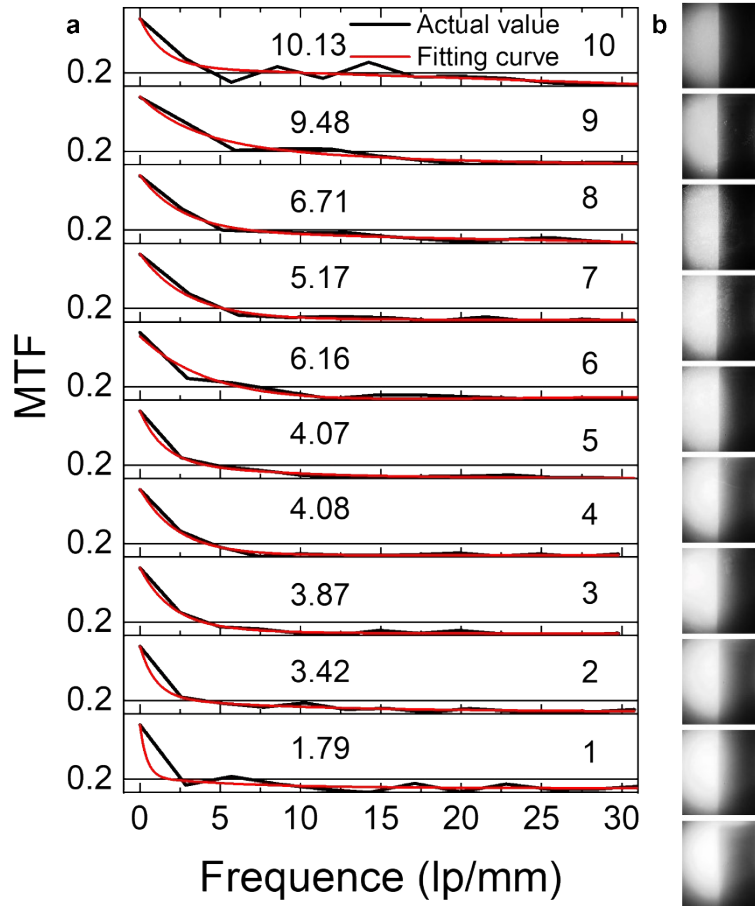 a
Actual value
Fitting curve
b
0.2 10.13 10
0.2 9.48 9
0.2 6.71 8
0.2 5.17 7
0.2 6.16 6
0.2 4.07 5
0.2 4.08 4
0.2 3.87 3
0.2 3.42 2
0.2 1.79 1
MTF
0 5 10 15 20 25 30
Frequence (lp/mm)